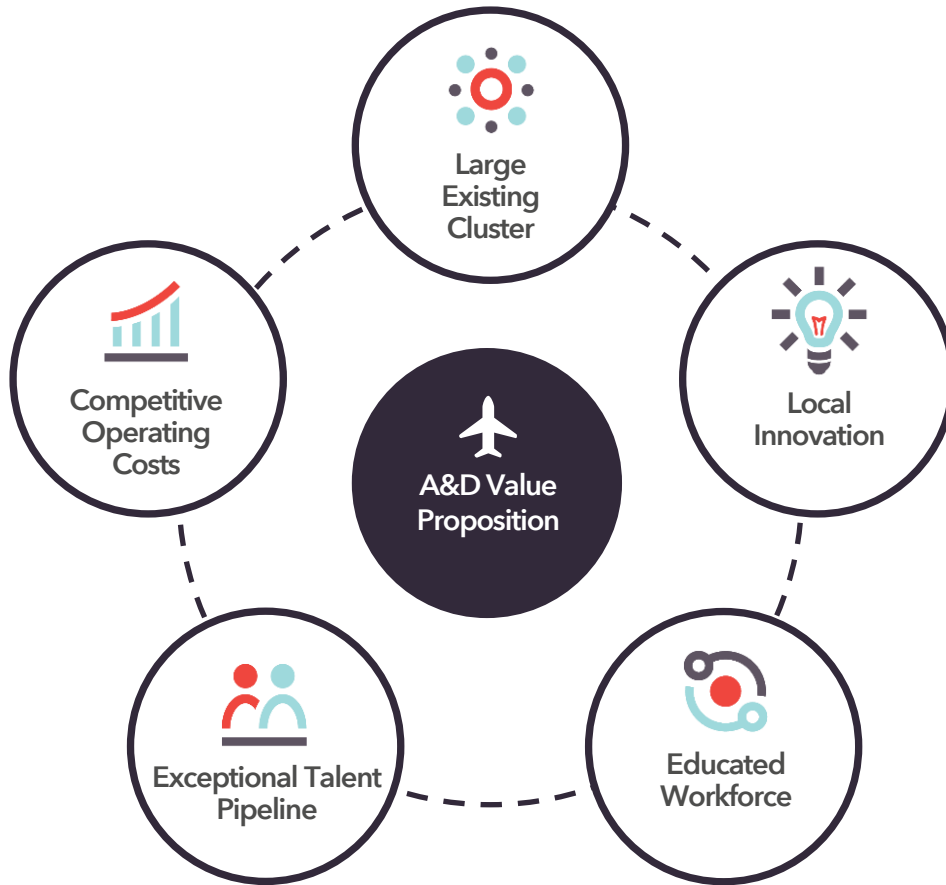 Large
Existing
Cluster
Local
Innovation
Educated
Workforce
Exceptional Talent
Pipeline
Competitive
Operating
Costs
A&D Value
Proposition